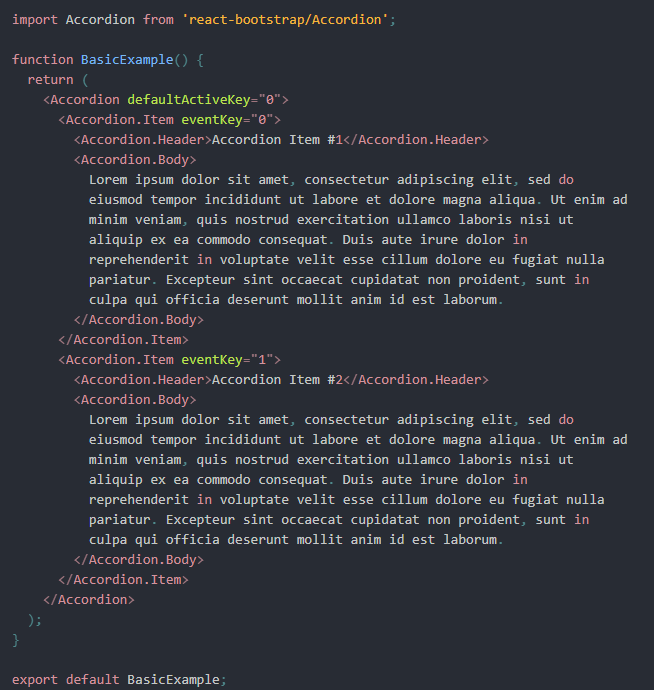 import Accordion from 'react-bootstrap/Accordion';

function BasicExample() {
  return (
    <Accordion defaultActiveKey="0">
      <Accordion.Item eventKey="0">
        <Accordion.Header>Accordion Item #1</Accordion.Header>
        <Accordion.Body>
          Lorem ipsum dolor sit amet, consectetur adipiscing elit, sed do
          eiusmod tempor incididunt ut labore et dolore magna aliqua. Ut enim ad
          minim veniam, quis nostrud exercitation ullamco laboris nisi ut
          aliquip ex ea commodo consequat. Duis aute irure dolor in
          reprehenderit in voluptate velit esse cillum dolore eu fugiat nulla
          pariatur. Excepteur sint occaecat cupidatat non proident, sunt in
          culpa qui officia deserunt mollit anim id est laborum.
        </Accordion.Body>
      </Accordion.Item>
      <Accordion.Item eventKey="1">
        <Accordion.Header>Accordion Item #2</Accordion.Header>
        <Accordion.Body>
          Lorem ipsum dolor sit amet, consectetur adipiscing elit, sed do
          eiusmod tempor incididunt ut labore et dolore magna aliqua. Ut enim ad
          minim veniam, quis nostrud exercitation ullamco laboris nisi ut
          aliquip ex ea commodo consequat. Duis aute irure dolor in
          reprehenderit in voluptate velit esse cillum dolore eu fugiat nulla
          pariatur. Excepteur sint occaecat cupidatat non proident, sunt in
          culpa qui officia deserunt mollit anim id est laborum.
        </Accordion.Body>
      </Accordion.Item>
    </Accordion>
  );
}

export default BasicExample;